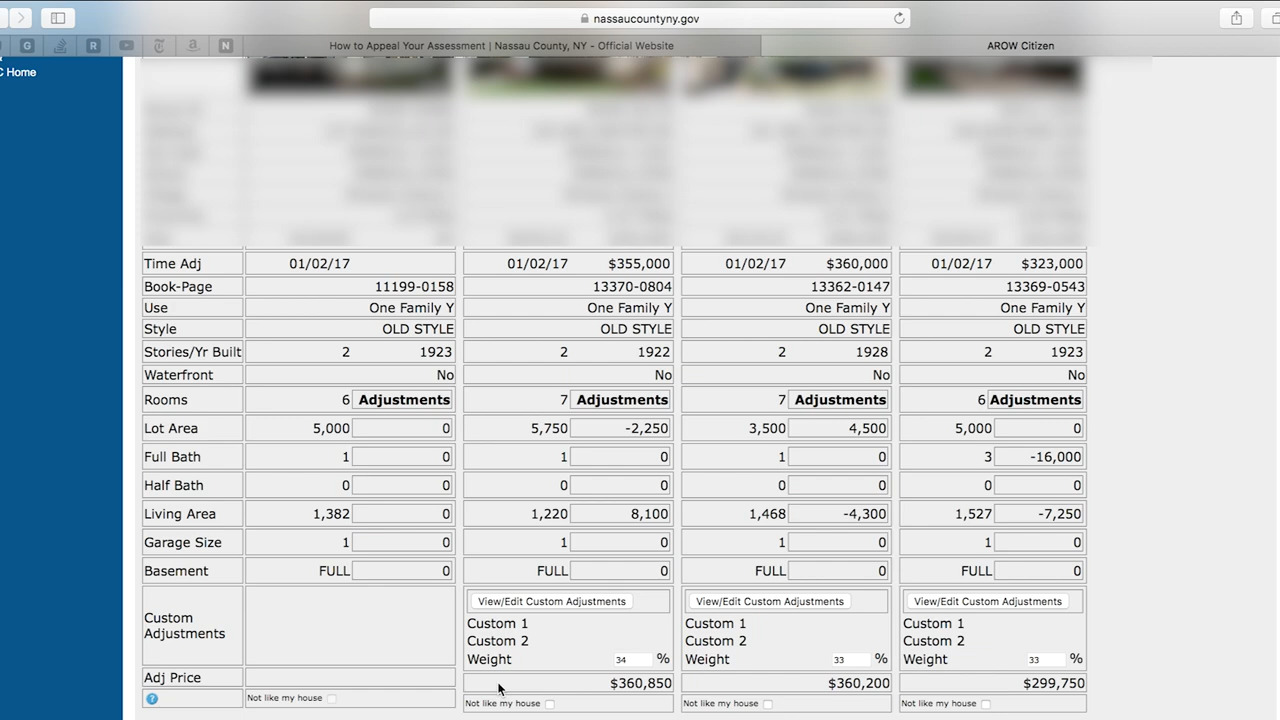 nassaucountyny.gov
How to Appeal Your Assessment | Nassau County, NY - Official Website
AROW Citizen
C Home
Time Adj 01/02/17 01/02/17 $355,000 01/02/17 $360,000 01/02/17 $323,000
Book-Page 11199-0158 13370-0804 13362-0147 13369-0543
Use One Family Y One Family Y One Family Y One Family Y
Style OLD STYLE OLD STYLE OLD STYLE OLD STYLE
Stories/Yr Built 2 1923 2 1922 2 1928 2 1923
Waterfront No No No No
Rooms 6 Adjustments 7 Adjustments 7 Adjustments 6 Adjustments
Lot Area 5,000 0 5,750 -2,250 3,500 4,500 5,000 0
Full Bath 1 0 1 0 1 0 3 -16,000
Half Bath 0 0 0 0 0 0 0 0
Living Area 1,382 0 1,220 8,100 1,468 -4,300 1,527 -7,250
Garage Size 1 0 1 0 1 0 1 0
Basement FULL 0 FULL 0 FULL 0 FULL 0
View/Edit Custom Adjustments View/Edit Custom Adjustments View/Edit Custom Adjustments
Custom Adjustments Custom 1 Custom 1 Custom 1
Custom 2 Custom 2 Custom 2
Weight 34 % Weight 33 % Weight 33 %
Adj Price $360,850 $360,200 $299,750
? Not like my house Not like my house Not like my house Not like my house